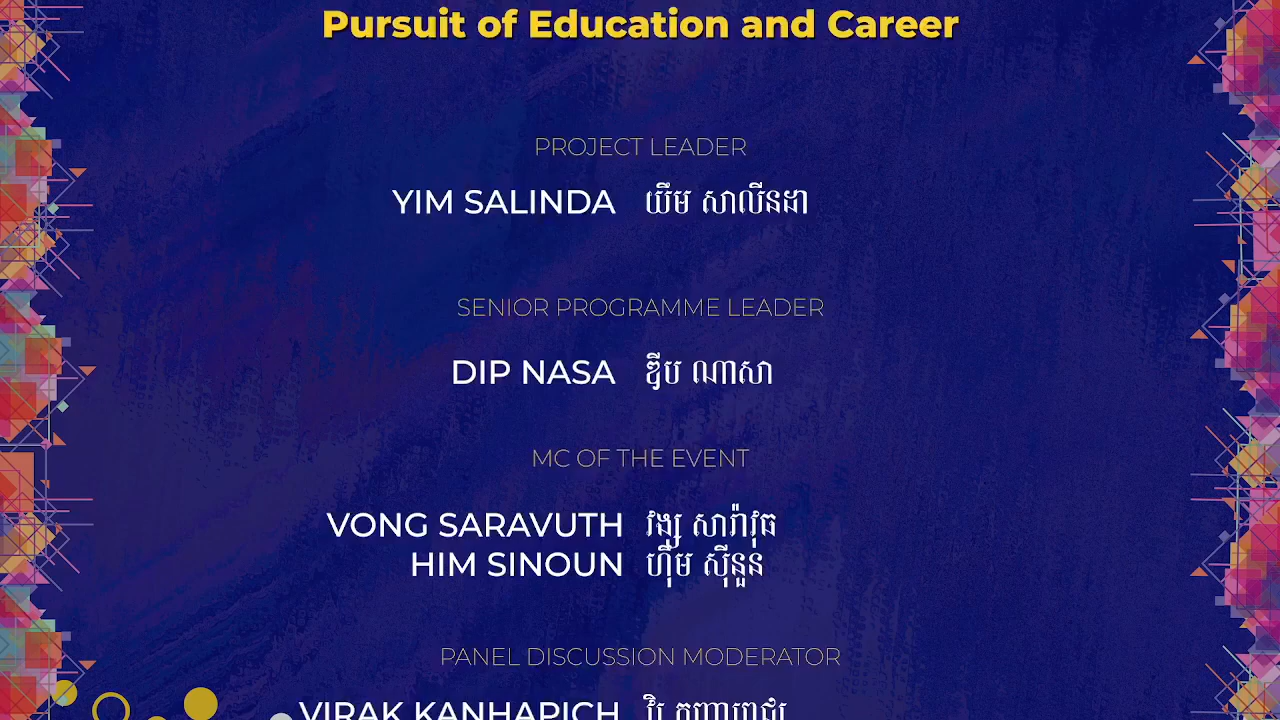 Pursuit of Education and Career
PROJECT LEADER
YIM SALINDA យឹម សាលីនដា
SENIOR PROGRAMME LEADER
DIP NASA ឌីប ណាសា
MC OF THE EVENT
VONG SARAVUTH វង្ស សារ៉ាវុធ
HIM SINOUN ហ៊ឹម ស៊ីនួន
PANEL DISCUSSION MODERATOR
VIRAK KANHAPICH